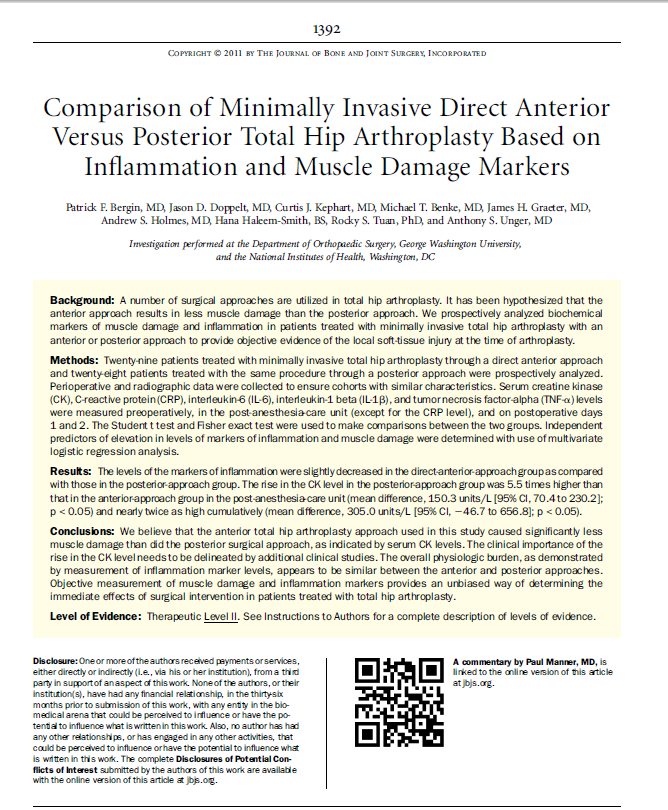 1392
COPYRIGHT © 2011 BY THE JOURNAL OF BONE AND JOINT SURGERY, INCORPORATED
Comparison of Minimally Invasive Direct Anterior
Versus Posterior Total Hip Arthroplasty Based on
Inflammation and Muscle Damage Markers
Patrick F. Bergin, MD, Jason D. Doppelt, MD, Curtis J. Kephart, MD, Michael T. Benke, MD, James H. Graeter, MD,
Andrew S. Holmes, MD, Hana Haleem-Smith, BS, Rocky S. Tuan, PhD, and Anthony S. Unger, MD
Investigation performed at the Department of Orthopaedic Surgery, George Washington University,
and the National Institutes of Health, Washington, DC
Background: A number of surgical approaches are utilized in total hip arthroplasty. It has been hypothesized that the
anterior approach results in less muscle damage than the posterior approach. We prospectively analyzed biochemical
markers of muscle damage and inflammation in patients treated with minimally invasive total hip arthroplasty with an
anterior or posterior approach to provide objective evidence of the local soft-tissue injury at the time of arthroplasty.
Methods: Twenty-nine patients treated with minimally invasive total hip arthroplasty through a direct anterior approach
and twenty-eight patients treated with the same procedure through a posterior approach were prospectively analyzed.
Perioperative and radiographic data were collected to ensure cohorts with similar characteristics. Serum creatine kinase
(CK), C-reactive protein (CRP), interleukin-6 (IL-6), interleukin-1 beta (IL-1β), and tumor necrosis factor-alpha (TNF-α) levels
were measured preoperatively, in the post-anesthesia-care unit (except for the CRP level), and on postoperative days
1 and 2. The Student t test and Fisher exact test were used to make comparisons between the two groups. Independent
predictors of elevation in levels of markers of inflammation and muscle damage were determined with use of multivariate
logistic regression analysis.
Results: The levels of the markers of inflammation were slightly decreased in the direct-anterior-approach group as compared
with those in the posterior-approach group. The rise in the CK level in the posterior-approach group was 5.5 times higher than
that in the anterior-approach group in the post-anesthesia-care unit (mean difference, 150.3 units/L [95% CI, 70.4 to 230.2];
p < 0.05) and nearly twice as high cumulatively (mean difference, 305.0 units/L [95% CI, −46.7 to 656.8]; p < 0.05).
Conclusions: We believe that the anterior total hip arthroplasty approach used in this study caused significantly less
muscle damage than did the posterior surgical approach, as indicated by serum CK levels. The clinical importance of the
rise in the CK level needs to be delineated by additional clinical studies. The overall physiologic burden, as demonstrated
by measurement of inflammation marker levels, appears to be similar between the anterior and posterior approaches.
Objective measurement of muscle damage and inflammation markers provides an unbiased way of determining the
immediate effects of surgical intervention in patients treated with total hip arthroplasty.
Level of Evidence: Therapeutic Level II. See Instructions to Authors for a complete description of levels of evidence.
Disclosure: One or more of the authors received payments or services,
either directly or indirectly (i.e., via his or her institution), from a third
party in support of an aspect of this work. None of the authors, or their
institution(s), have had any financial relationship, in the thirty-six
months prior to submission of this work, with any entity in the bio-
medical arena that could be perceived to influence or have the po-
tential to influence what is written in this work. Also, no author has had
any other relationships, or has engaged in any other activities, that
could be perceived to influence or have the potential to influence what
is written in this work. The complete Disclosures of Potential Con-
flicts of Interest submitted by the authors of this work are available
with the online version of this article at jbjs.org.
A commentary by Paul Manner, MD, is
linked to the online version of this article
at jbjs.org.